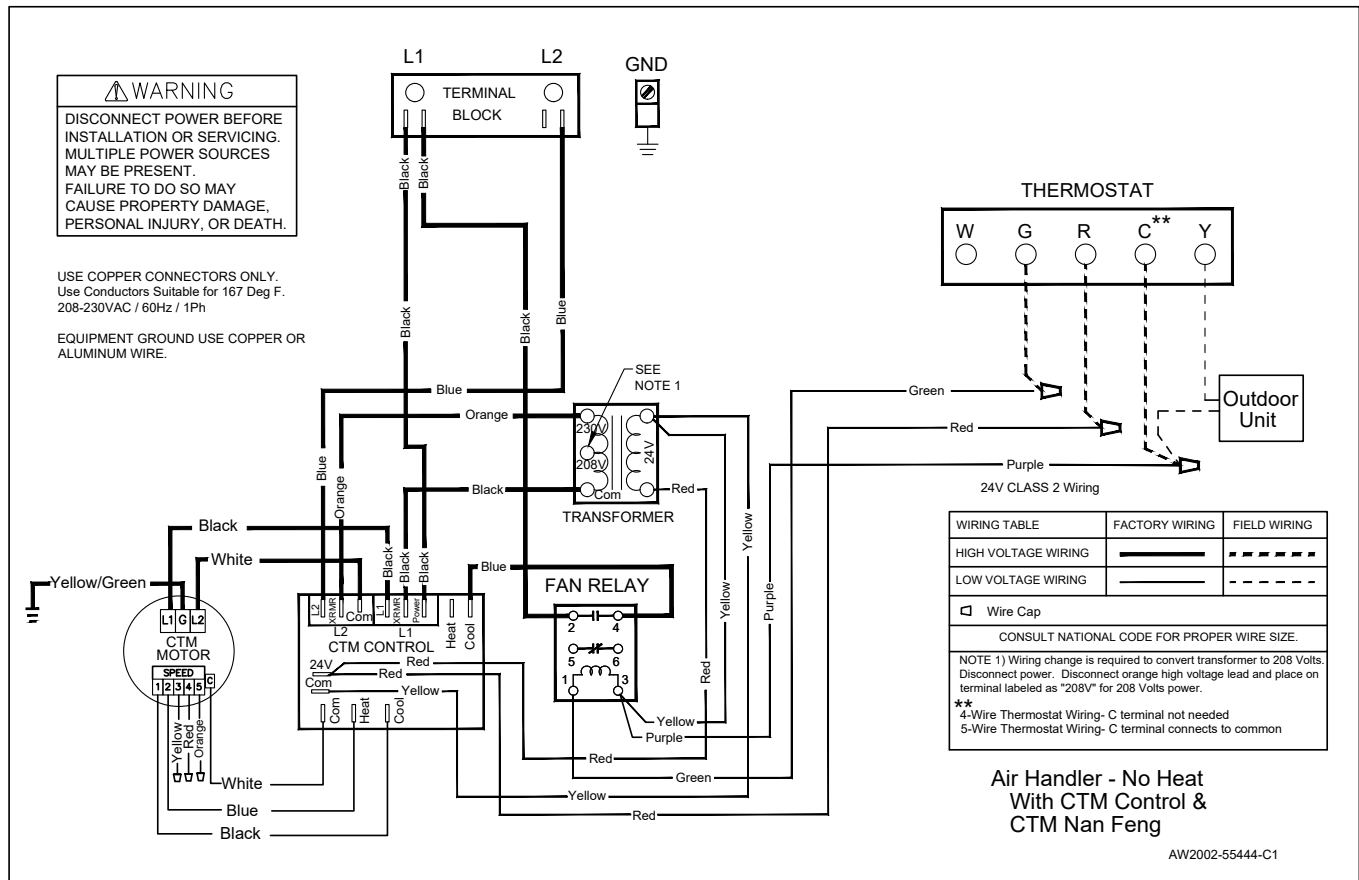 L1
L2
GND
TERMINAL
BLOCK
⚠ WARNING
DISCONNECT POWER BEFORE
INSTALLATION OR SERVICING.
MULTIPLE POWER SOURCES
MAY BE PRESENT.
FAILURE TO DO SO MAY
CAUSE PROPERTY DAMAGE,
PERSONAL INJURY, OR DEATH.
USE COPPER CONNECTORS ONLY.
Use Conductors Suitable for 167 Deg F.
208-230VAC / 60Hz / 1Ph
EQUIPMENT GROUND USE COPPER OR
ALUMINUM WIRE.
Black
Black
Blue
Black
Black
THERMOSTAT
W
G
R
C**
Y
Outdoor
Unit
Green
Red
Purple
24V CLASS 2 Wiring
SEE
NOTE 1
Blue
Orange
Black
230V
208V
Com
24V
Red
TRANSFORMER
Blue
Orange
Black
White
Black
Black
Black
Blue
Yellow
Yellow
Purple
Red
Yellow/Green
L1 G L2
CTM
MOTOR
SPEED
1 2 3 4 5 C
Yellow
Red
Orange
L2
XRMR
Com
L1
XRMR
Power
L2
L1
Heat
Cool
CTM CONTROL
24V
Com
Com
Heat
Cool
Red
Red
Yellow
FAN RELAY
2
4
5
6
1
3
Yellow
Purple
Red
Green
Yellow
Red
White
Blue
Black
WIRING TABLE
FACTORY WIRING
FIELD WIRING
HIGH VOLTAGE WIRING
LOW VOLTAGE WIRING
Wire Cap
CONSULT NATIONAL CODE FOR PROPER WIRE SIZE.
NOTE 1) Wiring change is required to convert transformer to 208 Volts.
Disconnect power. Disconnect orange high voltage lead and place on
terminal labeled as "208V" for 208 Volts power.
**
4-Wire Thermostat Wiring- C terminal not needed
5-Wire Thermostat Wiring- C terminal connects to common
Air Handler - No Heat
With CTM Control &
CTM Nan Feng
AW2002-55444-C1